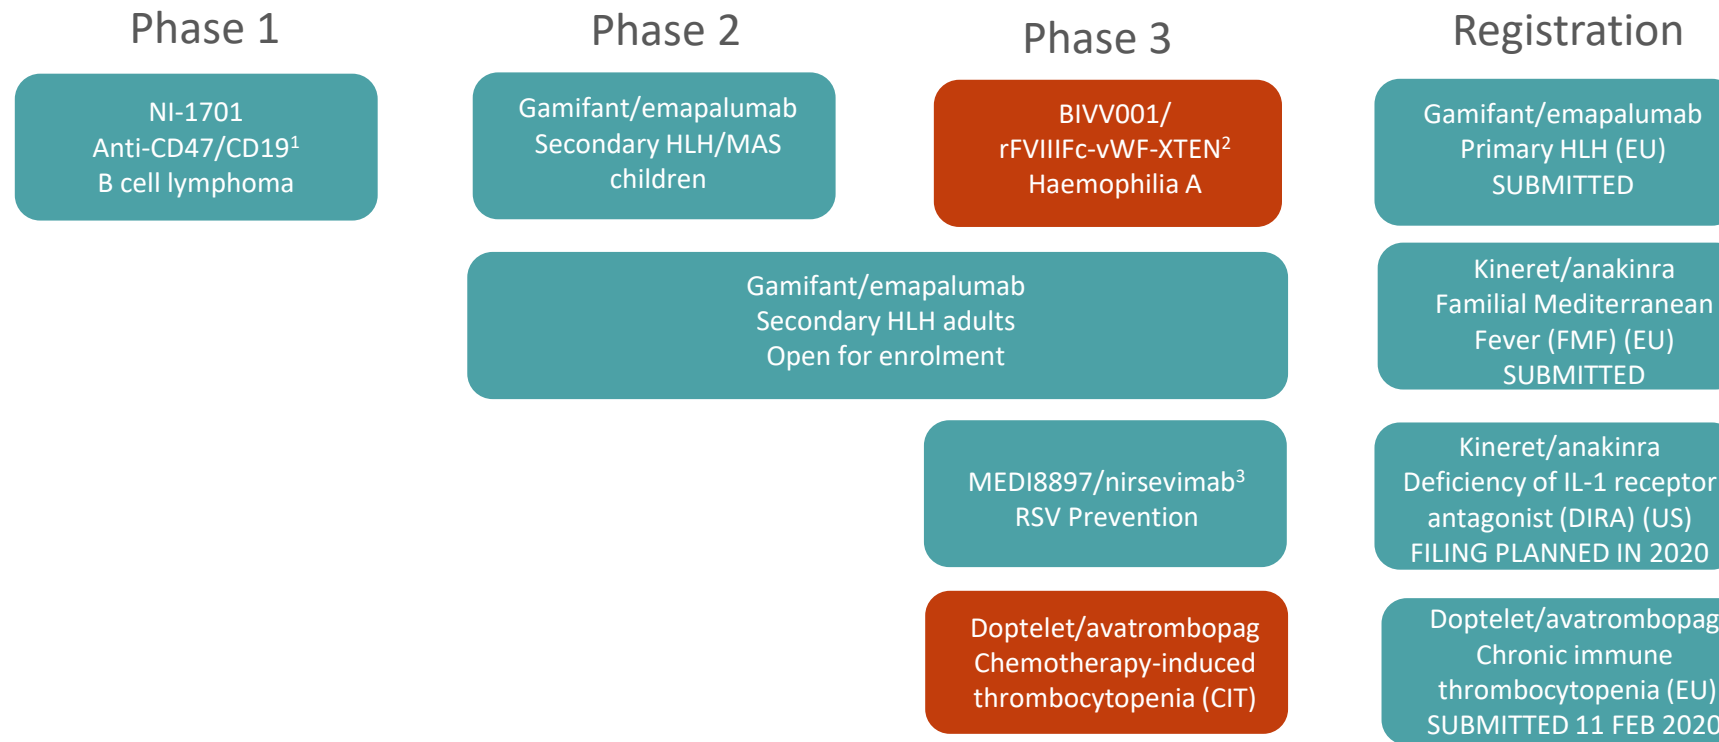 Phase 1
Phase 2
Phase 3
Registration
NI-1701
Anti-CD47/CD19¹
B cell lymphoma
Gamifant/emapalumab
Secondary HLH/MAS
children
BIVV001/
rFVIIIFc-vWF-XTEN²
Haemophilia A
Gamifant/emapalumab
Primary HLH (EU)
SUBMITTED
Gamifant/emapalumab
Secondary HLH adults
Open for enrolment
Kineret/anakinra
Familial Mediterranean
Fever (FMF) (EU)
SUBMITTED
MEDI8897/nirsevimab³
RSV Prevention
Kineret/anakinra
Deficiency of IL-1 receptor
antagonist (DIRA) (US)
FILING PLANNED IN 2020
Doptelet/avatrombopag
Chemotherapy-induced
thrombocytopenia (CIT)
Doptelet/avatrombopag
Chronic immune
thrombocytopenia (EU)
SUBMITTED 11 FEB 2020